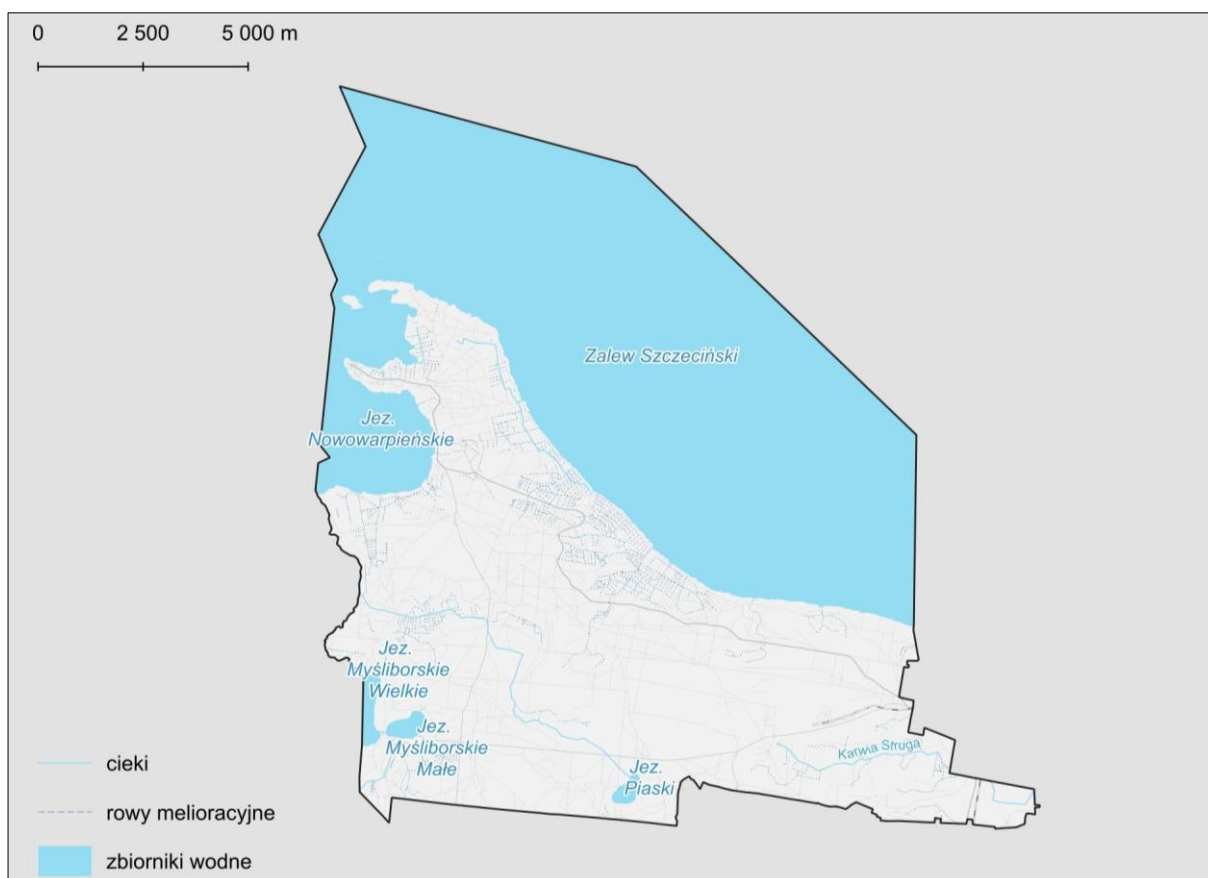 0 2 500 5 000 m
Zalew Szczeciński
Jez.
Nowowarpieńskie
Jez.
Myśliborskie
Wielkie
Jez.
Myśliborskie
Małe
Jez.
Piaski
Karwia Struga
cieki
rowy melioracyjne
zbiorniki wodne